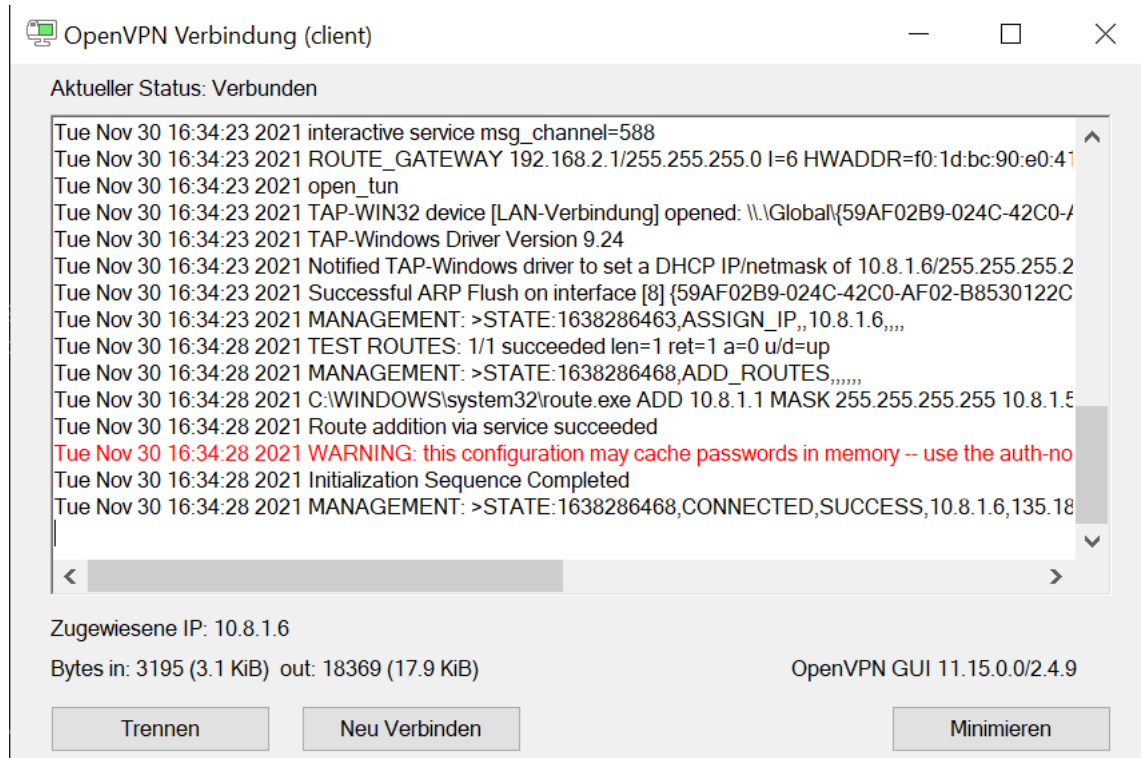 OpenVPN Verbindung (client)
Aktueller Status: Verbunden
Tue Nov 30 16:34:23 2021 interactive service msg_channel=588
Tue Nov 30 16:34:23 2021 ROUTE_GATEWAY 192.168.2.1/255.255.255.0 I=6 HWADDR=f0:1d:bc:90:e0:41
Tue Nov 30 16:34:23 2021 open_tun
Tue Nov 30 16:34:23 2021 TAP-WIN32 device [LAN-Verbindung] opened: \\.\Global\{59AF02B9-024C-42C0-A
Tue Nov 30 16:34:23 2021 TAP-Windows Driver Version 9.24
Tue Nov 30 16:34:23 2021 Notified TAP-Windows driver to set a DHCP IP/netmask of 10.8.1.6/255.255.255.2
Tue Nov 30 16:34:23 2021 Successful ARP Flush on interface [8] {59AF02B9-024C-42C0-AF02-B8530122C
Tue Nov 30 16:34:23 2021 MANAGEMENT: >STATE:1638286463,ASSIGN_IP,,10.8.1.6,,,,
Tue Nov 30 16:34:28 2021 TEST ROUTES: 1/1 succeeded len=1 ret=1 a=0 u/d=up
Tue Nov 30 16:34:28 2021 MANAGEMENT: >STATE:1638286468,ADD_ROUTES,,,,,,
Tue Nov 30 16:34:28 2021 C:\WINDOWS\system32\route.exe ADD 10.8.1.1 MASK 255.255.255.255 10.8.1.5
Tue Nov 30 16:34:28 2021 Route addition via service succeeded
Tue Nov 30 16:34:28 2021 WARNING: this configuration may cache passwords in memory -- use the auth-no
Tue Nov 30 16:34:28 2021 Initialization Sequence Completed
Tue Nov 30 16:34:28 2021 MANAGEMENT: >STATE:1638286468,CONNECTED,SUCCESS,10.8.1.6,135.18
Zugewiesene IP: 10.8.1.6
Bytes in: 3195 (3.1 KiB) out: 18369 (17.9 KiB) OpenVPN GUI 11.15.0.0/2.4.9
Trennen Neu Verbinden Minimieren